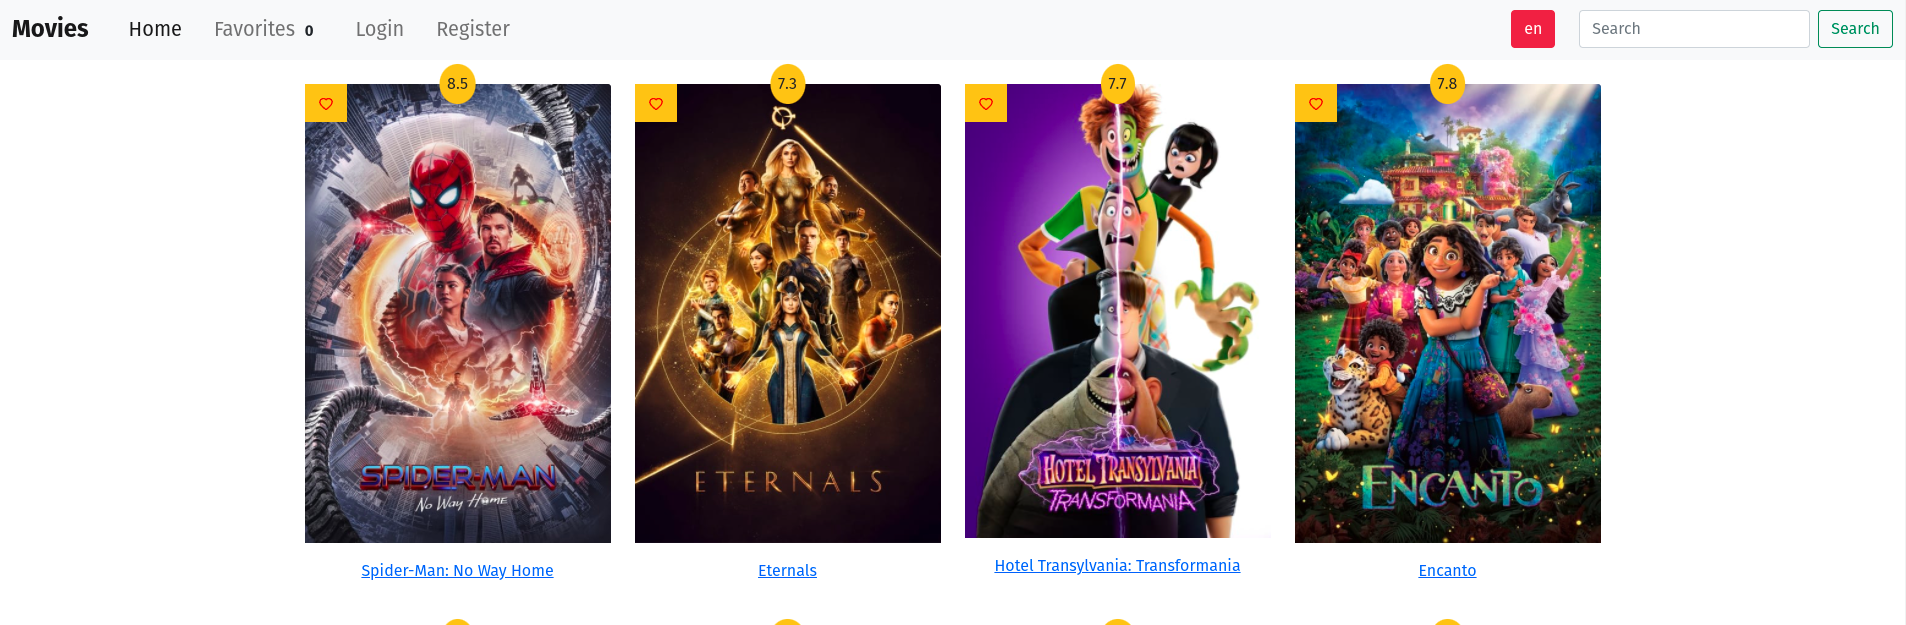 Movies Home Favorites 0 Login Register en Search Search
8.5 7.3 7.7 7.8
SPIDER-MAN
NO WAY HOME
ETERNALS
HOTEL TRANSYLVANIA
TRANSFORMANIA
ENCANTO
Spider-Man: No Way Home
Eternals
Hotel Transylvania: Transformania
Encanto